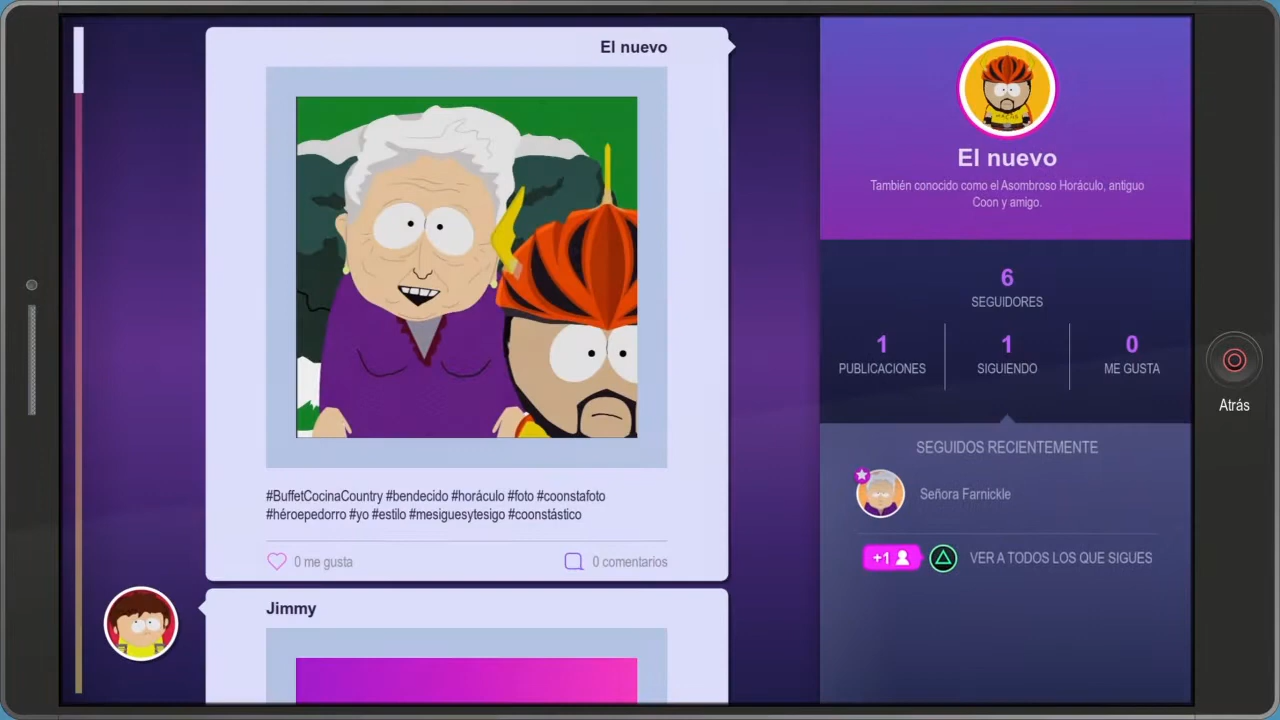 El nuevo
#BuffetCocinaCountry #bendecido #horáculo #foto #coonstafoto
#héroepedorro #yo #estilo #mesiguesytesigo #coonstástico
0 me gusta
0 comentarios
Jimmy
El nuevo
También conocido como el Asombroso Horáculo, antiguo
Coon y amigo.
6
SEGUIDORES
1
PUBLICACIONES
1
SIGUIENDO
0
ME GUSTA
SEGUIDOS RECIENTEMENTE
Señora Farnickle
+1
VER A TODOS LOS QUE SIGUES
Atrás